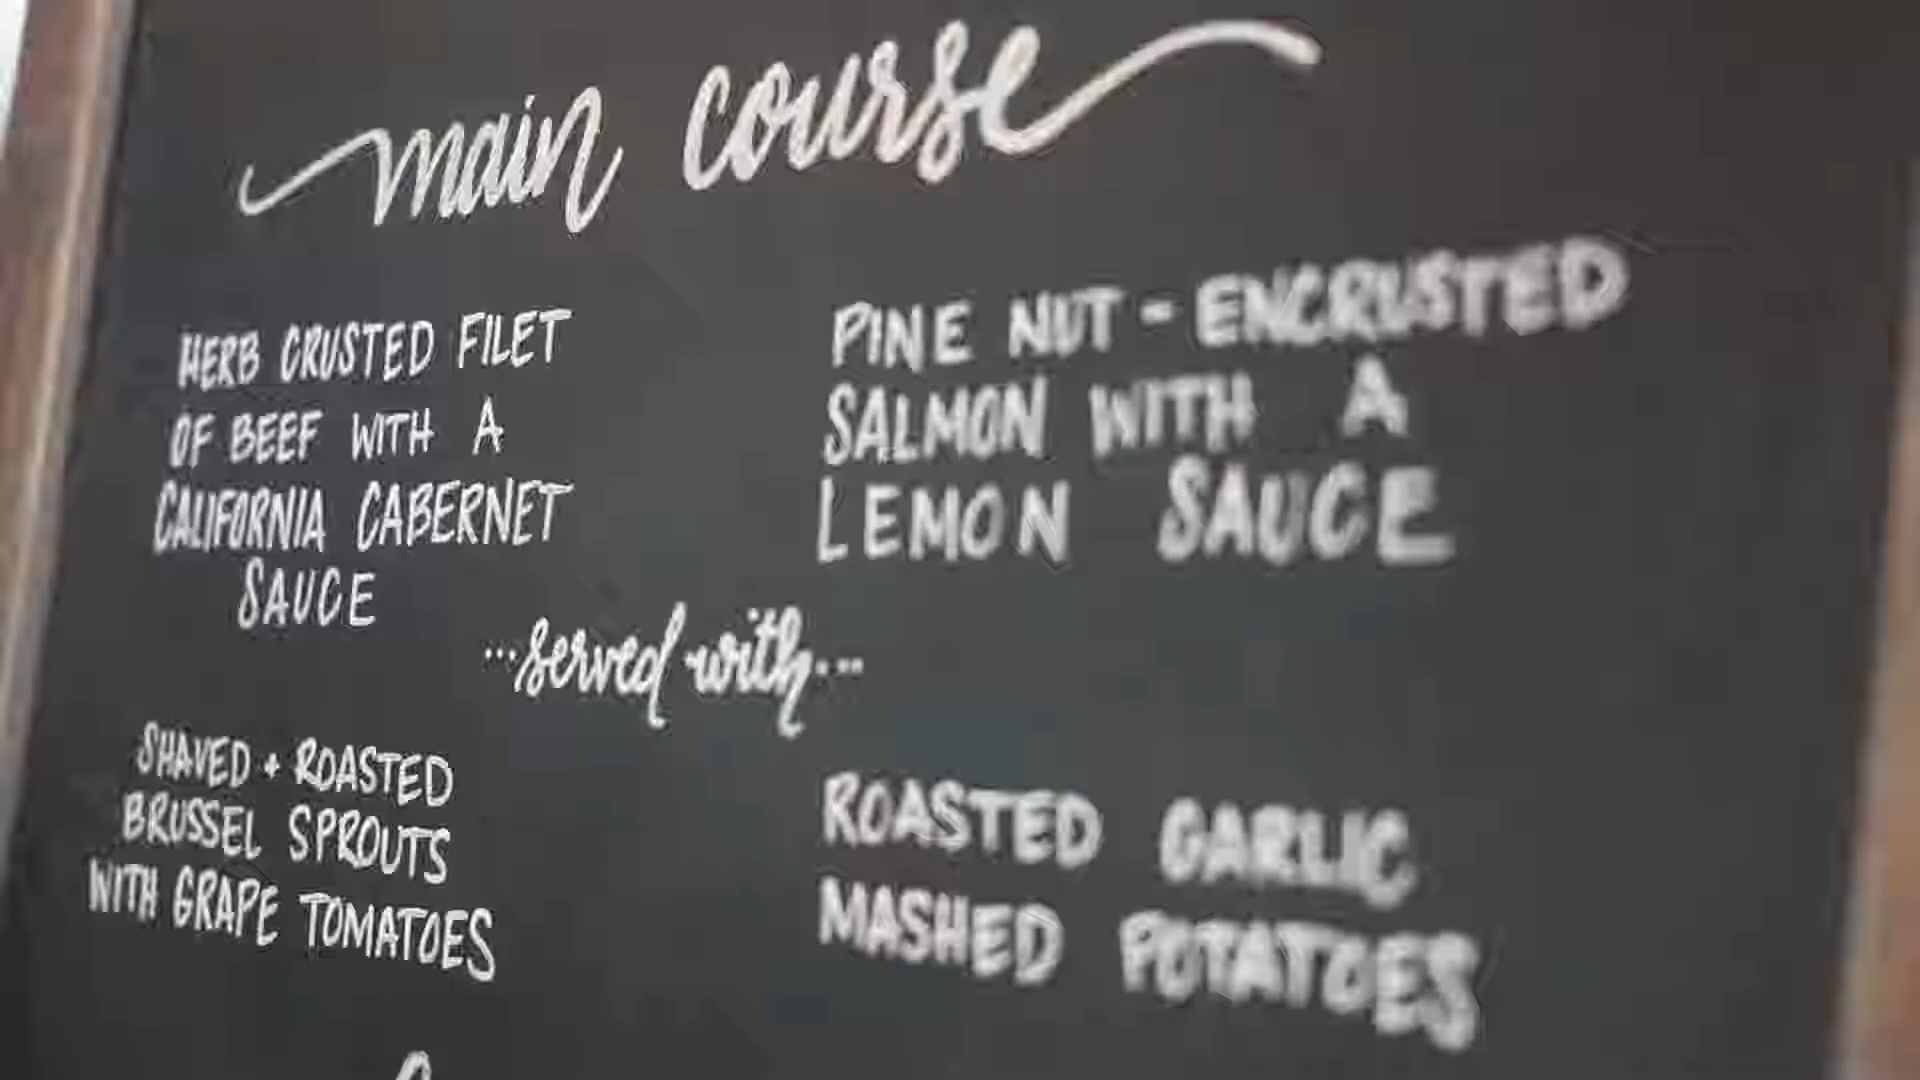 main course
HERB CRUSTED FILET
OF BEEF WITH A
CALIFORNIA CABERNET
SAUCE
PINE NUT - ENCRUSTED
SALMON WITH A
LEMON SAUCE
...served with...
SHAVED + ROASTED
BRUSSEL SPROUTS
WITH GRAPE TOMATOES
ROASTED GARLIC
MASHED POTATOES